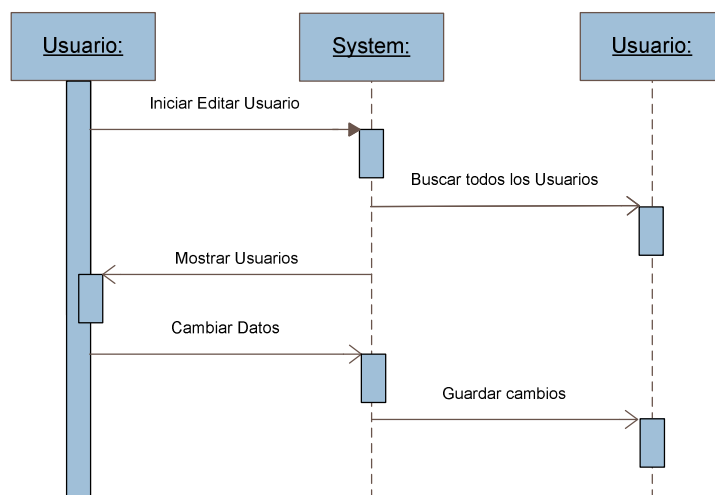 Usuario:
System:
Usuario:
Iniciar Editar Usuario
Buscar todos los Usuarios
Mostrar Usuarios
Cambiar Datos
Guardar cambios